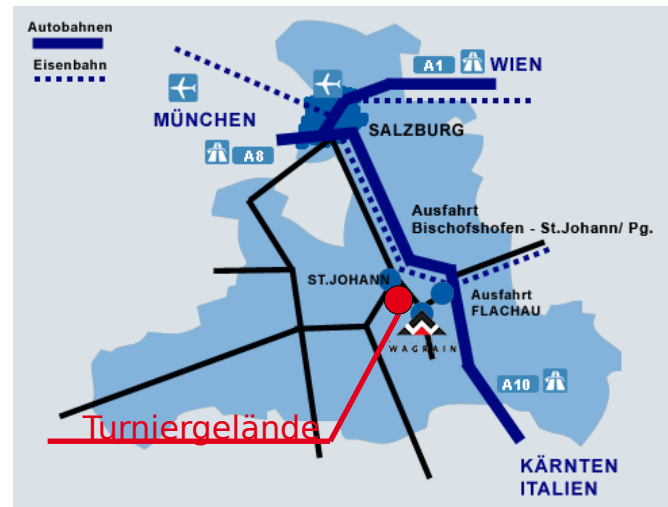 Autobahnen
Eisenbahn
A1 WIEN
MÜNCHEN
SALZBURG
A8
Ausfahrt
Bischofshofen - St.Johann/ Pg.
ST.JOHANN
Ausfahrt
FLACHAU
WAGRAIN
A10
Turniergelände
KÄRNTEN
ITALIEN